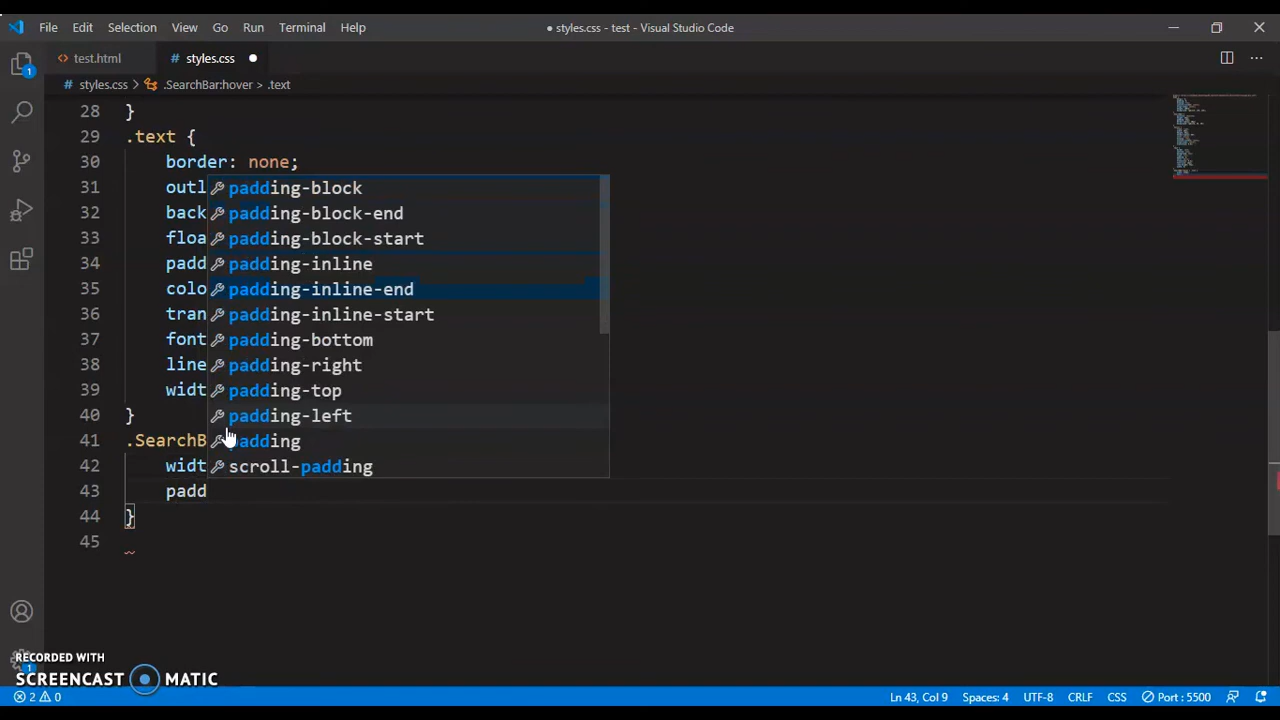 File Edit Selection View Go Run Terminal Help ● styles.css - test - Visual Studio Code
<> test.html # styles.css ●
# styles.css > .SearchBar:hover > .text
28 }
29 .text {
30 border: none;
31 outl
padding-block
32 back
padding-block-end
33 floa
padding-block-start
34 padd
padding-inline
35 colo
padding-inline-end
36 tran
padding-inline-start
37 font
padding-bottom
38 line
padding-right
39 widt
padding-top
40 }
padding-left
41 .SearchB
padding
42 widt
scroll-padding
43 padd
44 }
45
1
RECORDED WITH
SCREENCAST MATIC
1
2 0 Ln 43, Col 9 Spaces: 4 UTF-8 CRLF CSS Port : 5500